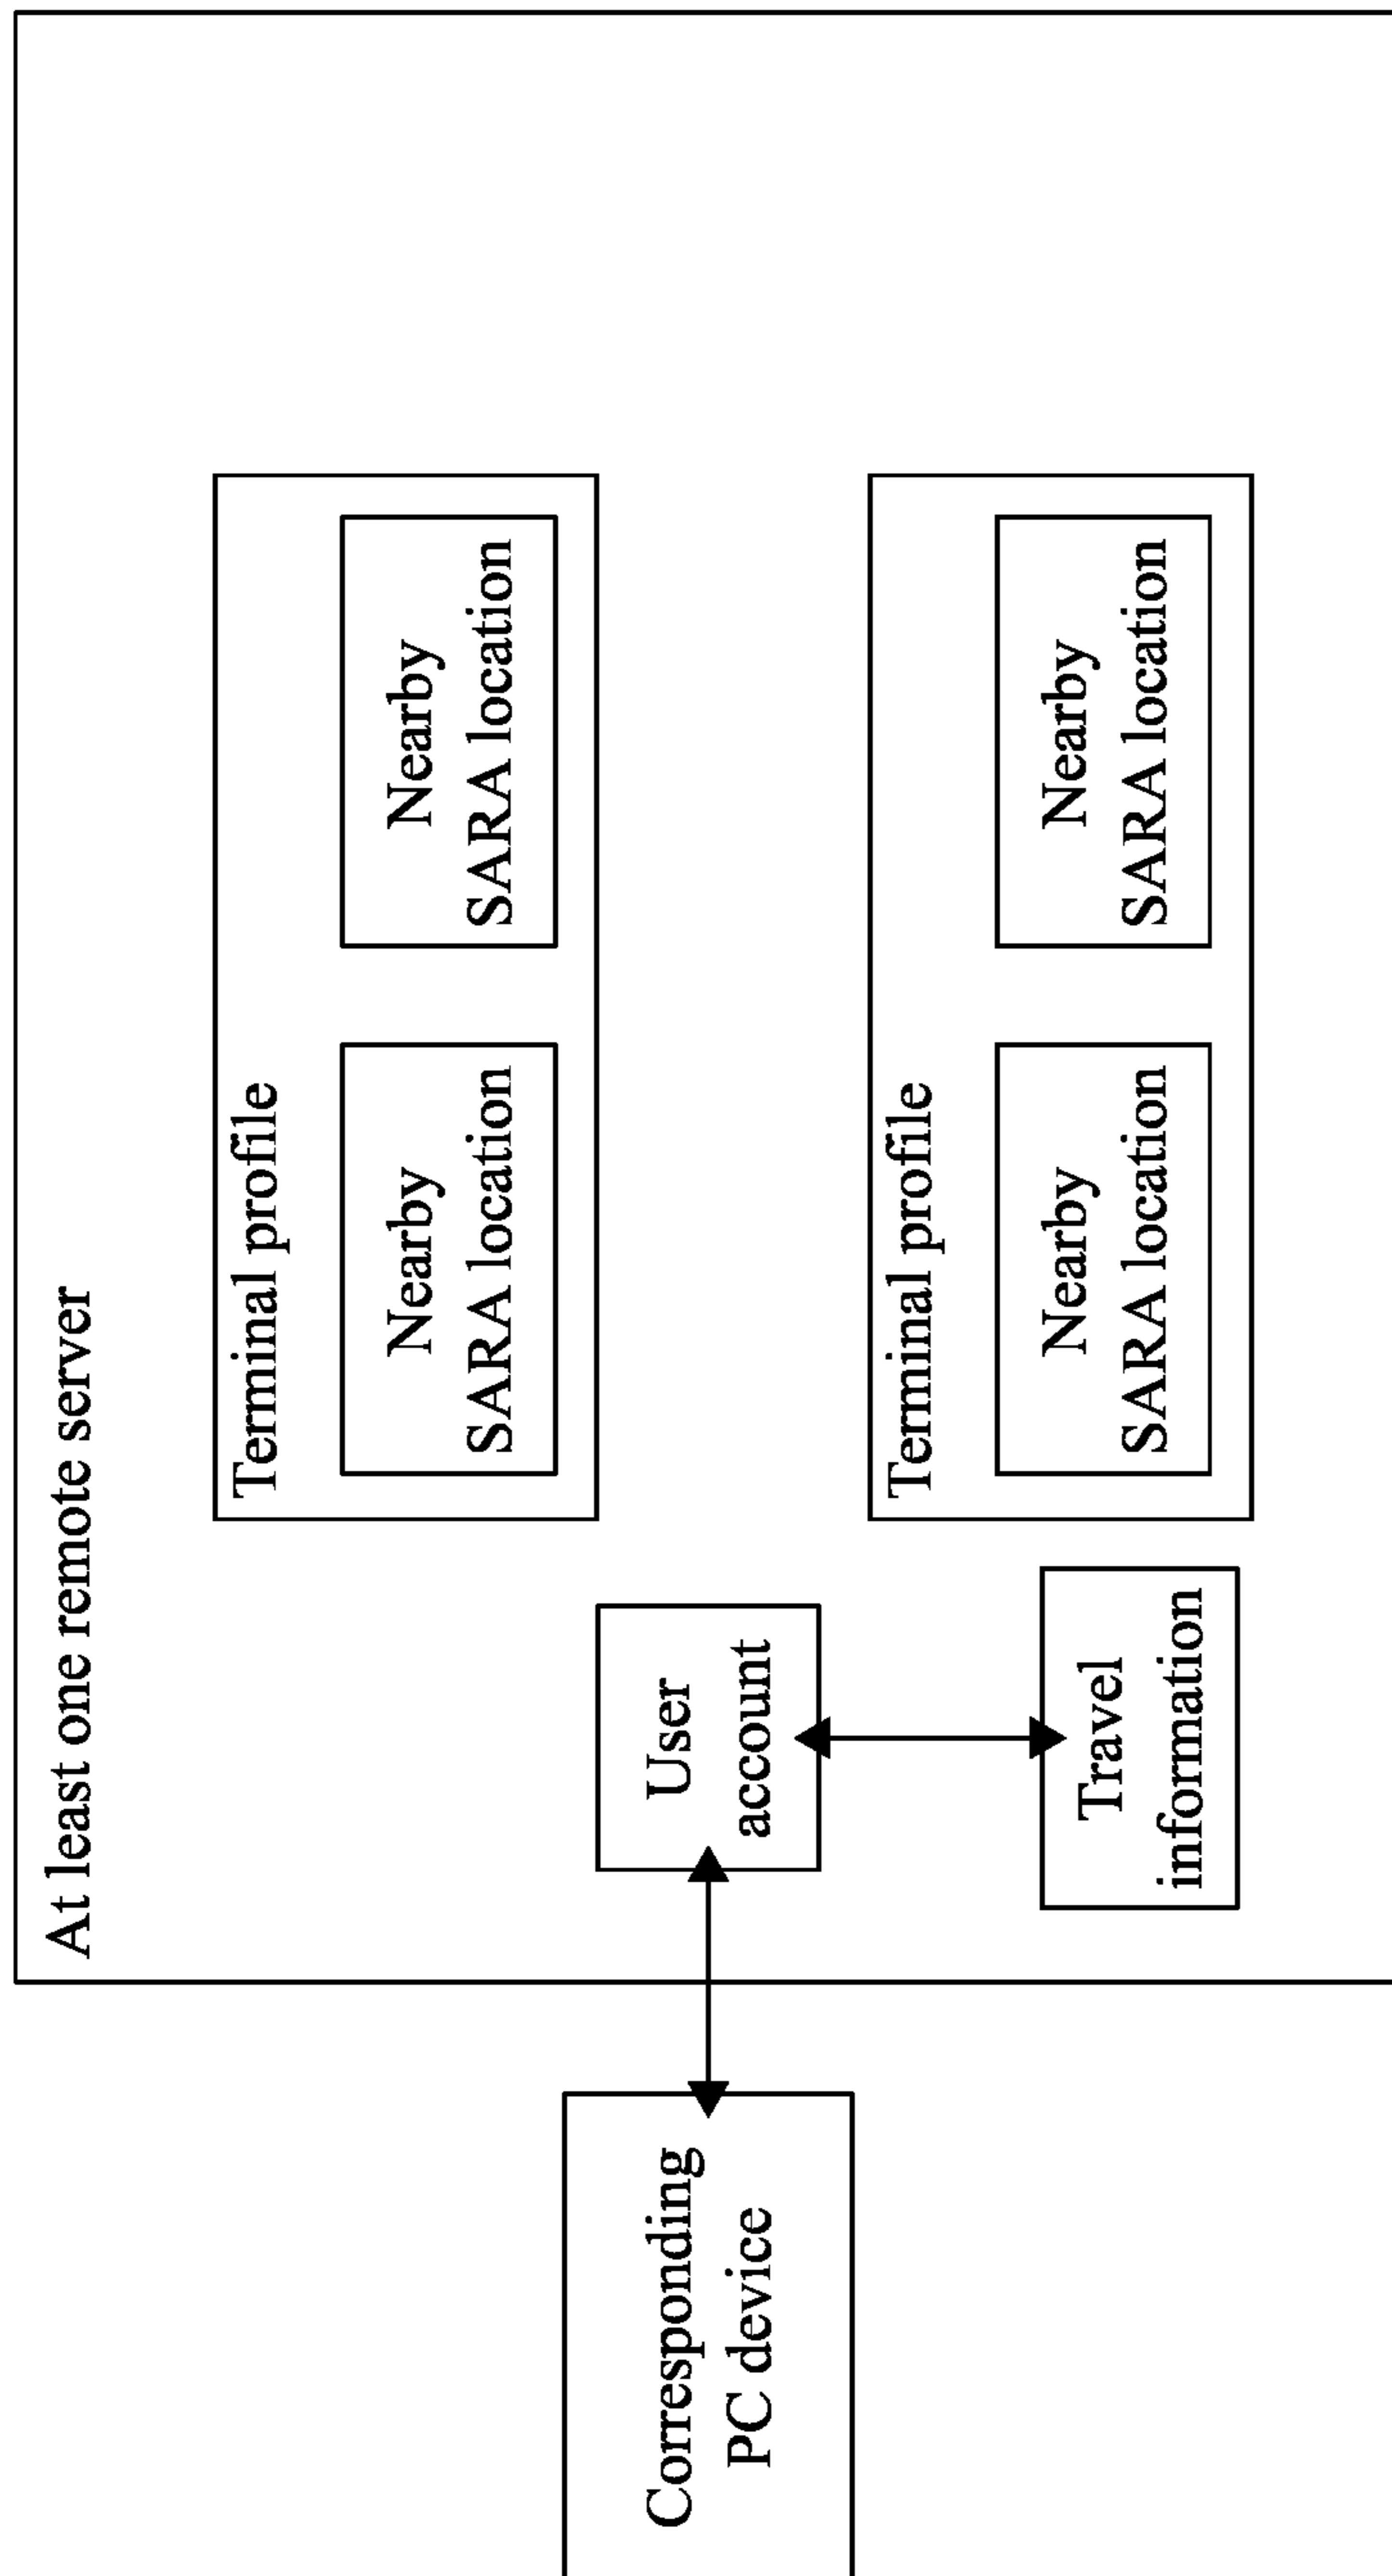 At least one remote server
Terminal profile
Nearby
SARA location
Nearby
SARA location
Corresponding
PC device
User
account
Terminal profile
Nearby
SARA location
Nearby
SARA location
Travel
information